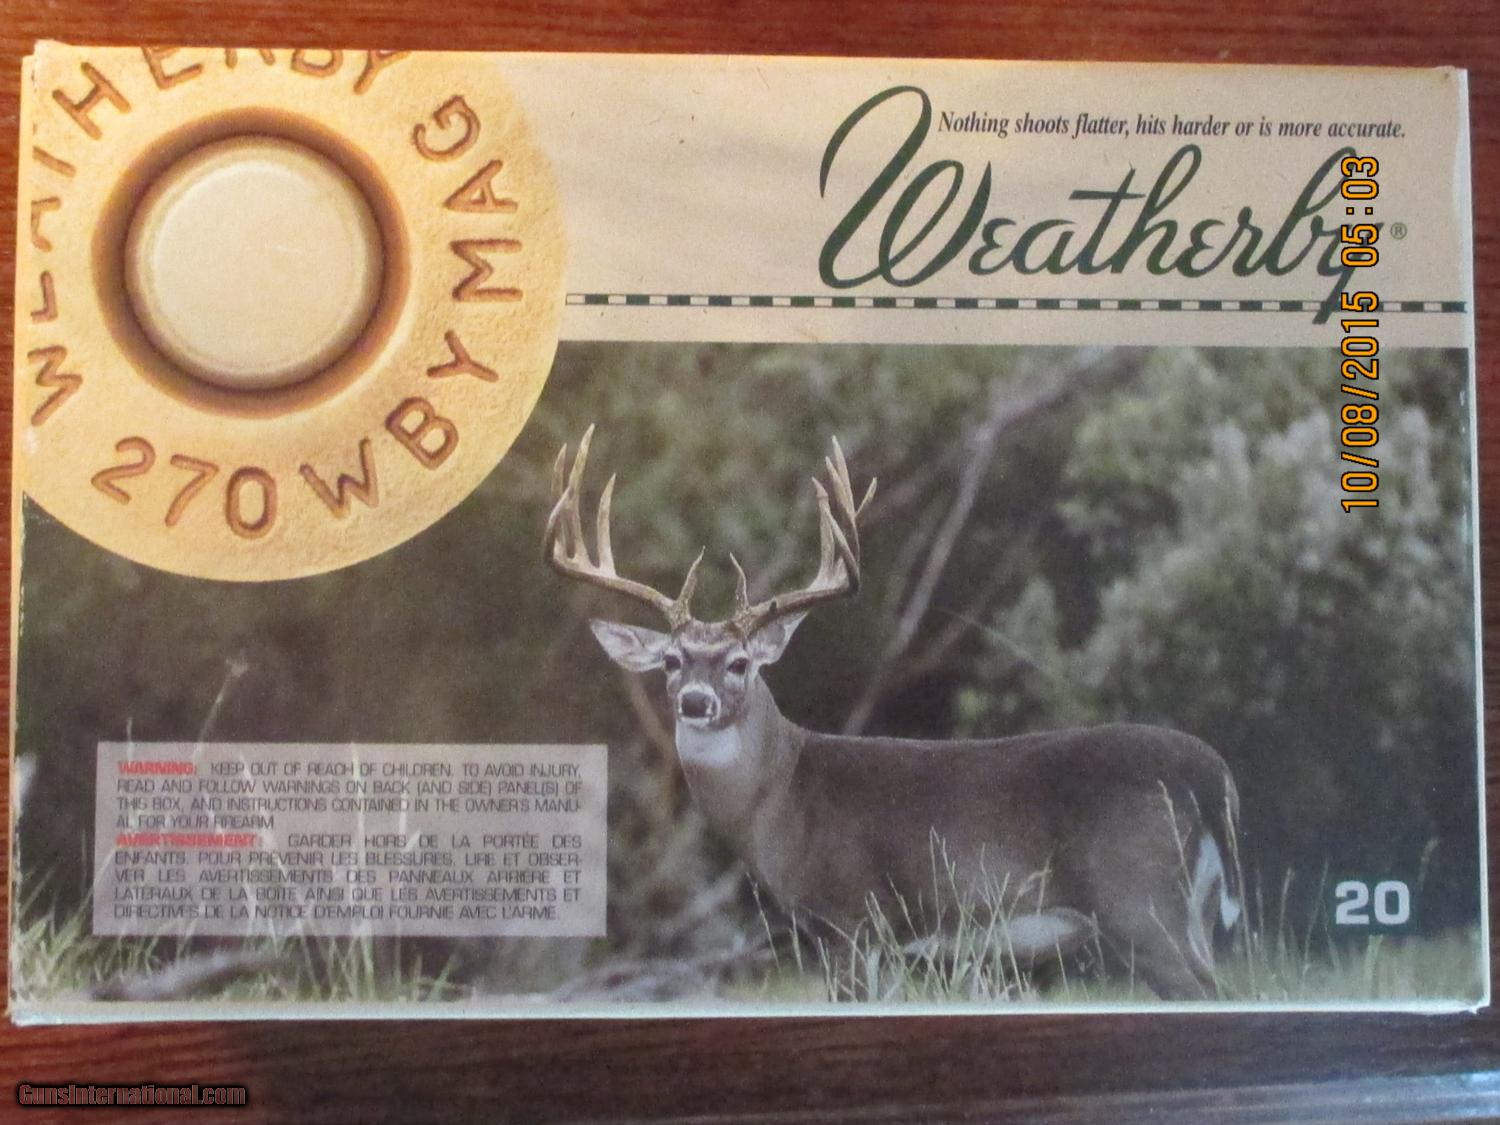 WEATHERBY
270 WBY MAG
Nothing shoots flatter, hits harder or is more accurate.
Weatherby®
10/08/2015 05:03
WARNING: KEEP OUT OF REACH OF CHILDREN. TO AVOID INJURY,
READ AND FOLLOW WARNINGS ON BACK (AND SIDE) PANEL(S) OF
THIS BOX, AND INSTRUCTIONS CONTAINED IN THE OWNER'S MANU-
AL FOR YOUR FIREARM
AVERTISSEMENT: GARDER HORS DE LA PORTÉE DES
ENFANTS. POUR PRÉVENIR LES BLESSURES, LIRE ET OBSER-
VER LES AVERTISSEMENTS DES PANNEAUX ARRIÈRE ET
LATERAUX DE LA BOITE AINSI QUE LES AVERTISSEMENTS ET
DIRECTIVES DE LA NOTICE D'EMPLOI FOURNIE AVEC L'ARME.
20
GunsInternational.com